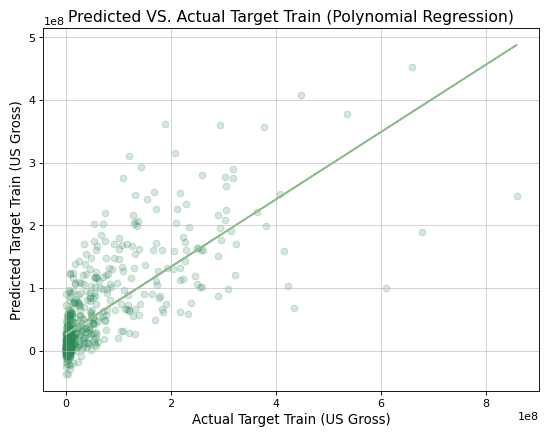 Predicted VS. Actual Target Train (Polynomial Regression)
1e8
5
4
3
2
1
0
Predicted Target Train (US Gross)
0 2 4 6 8
1e8
Actual Target Train (US Gross)